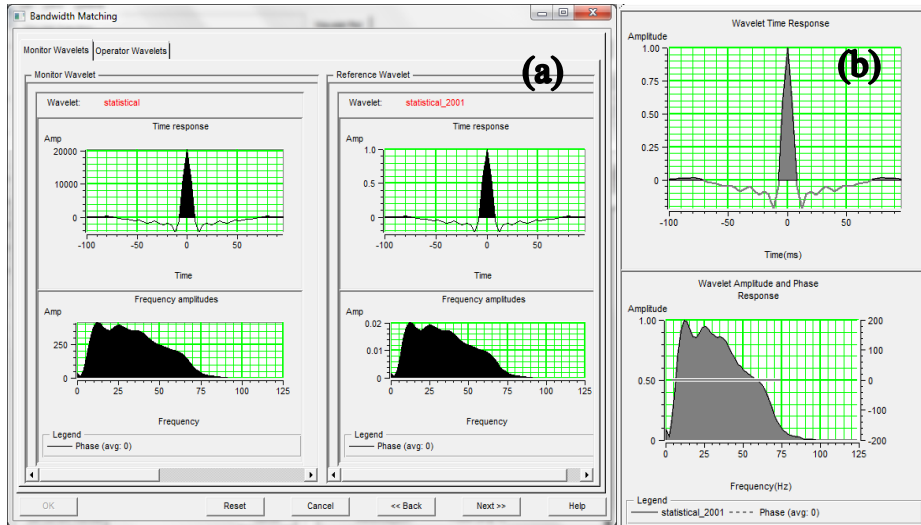 Bandwidth Matching
Monitor Wavelets Operator Wavelets
(a)
Monitor Wavelet
Wavelet: statistical
Time response
Amp
20000
10000
0
-100 -50 0 50
Time
Frequency amplitudes
Amp
250
0
0 25 50 75 100 125
Frequency
Legend
Phase (avg: 0)
Reference Wavelet
Wavelet: statistical_2001
Time response
Amp
1.0
0.5
0
-100 -50 0 50
Time
Frequency amplitudes
Amp
0.02
0.01
0
0 25 50 75 100 125
Frequency
Legend
Phase (avg: 0)
OK Reset Cancel << Back Next >> Help
Wavelet Time Response
Amplitude
(b)
1.00
0.75
0.50
0.25
0
-100 -50 0 50
Time(ms)
Wavelet Amplitude and Phase
Response
Amplitude
1.00 200
100
0.50 0
-100
0 -200
0 25 50 75 100 125
Frequency(Hz)
Legend
statistical_2001 Phase (avg: 0)